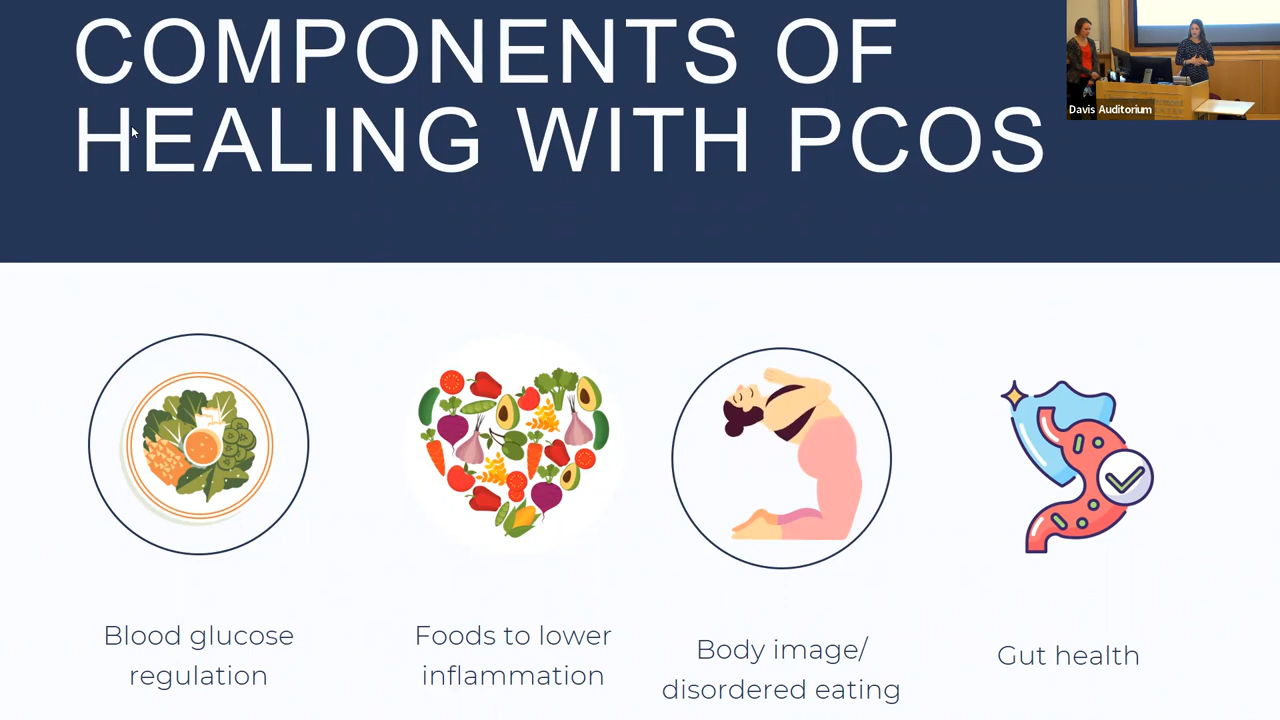 COMPONENTS OF
HEALING WITH PCOS
Davis Auditorium
Blood glucose
regulation
Foods to lower
inflammation
Body image/
disordered eating
Gut health